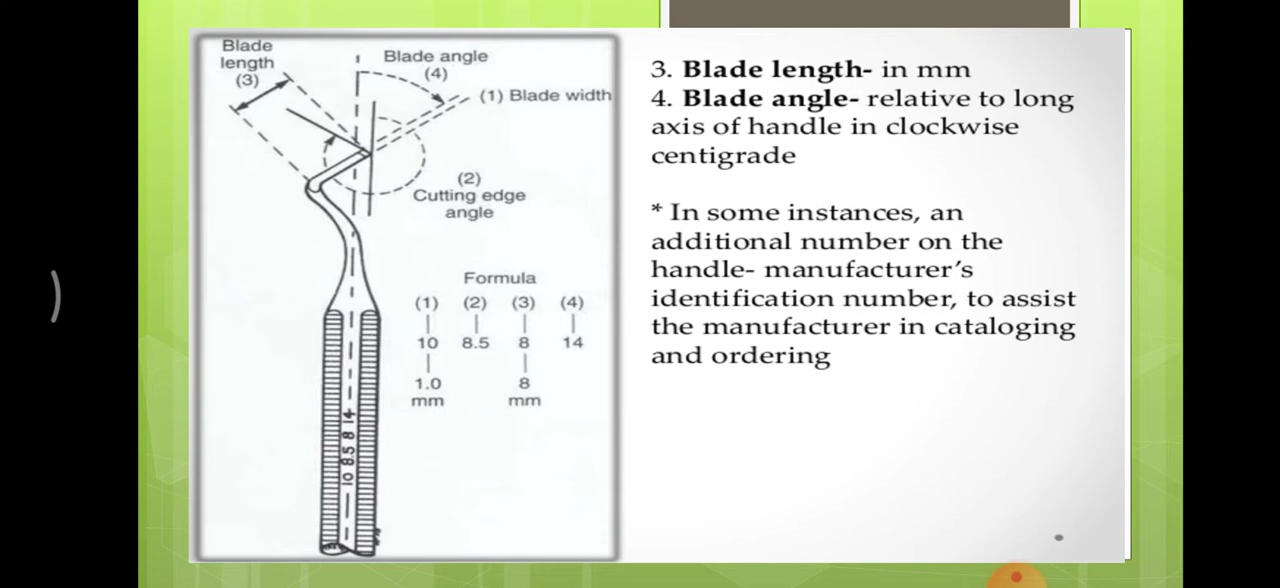 Blade
length
(3)
Blade angle
(4)
(1) Blade width
(2)
Cutting edge
angle
Formula
(1) (2) (3) (4)
10 8.5 8 14
1.0 8
mm mm
10 8.5 8 14
3. Blade length- in mm
4. Blade angle- relative to long
axis of handle in clockwise
centigrade
* In some instances, an
additional number on the
handle- manufacturer's
identification number, to assist
the manufacturer in cataloging
and ordering